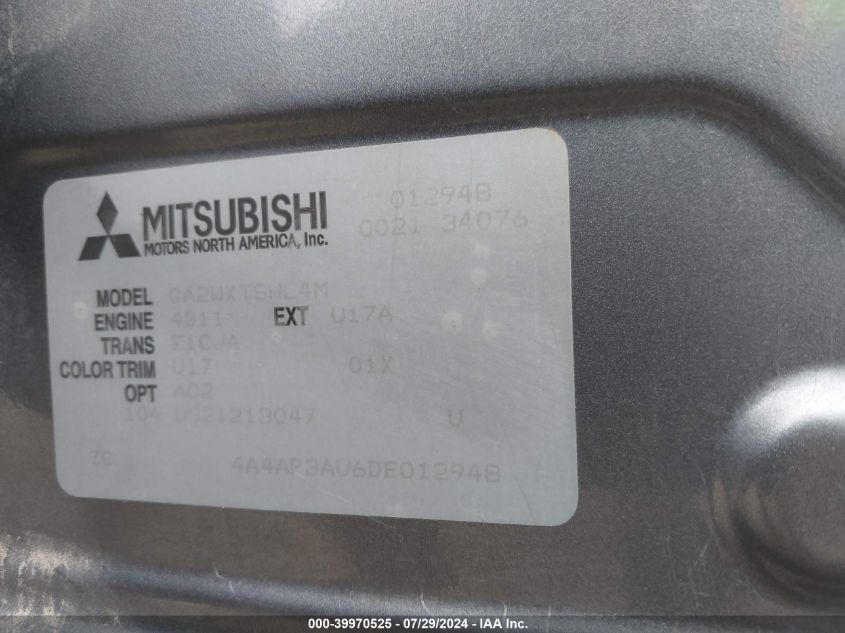 012948
MITSUBISHI
0021 34076
MOTORS NORTH AMERICA, Inc.
MODEL GA2WXTSHL4M
ENGINE 4B11 EXT U17A
TRANS F1CJA
COLOR TRIM U17 01X
OPT A02
104 U
ZC 4A4AP3AU6DE012948
000-39970525 - 07/29/2024 - IAA Inc.